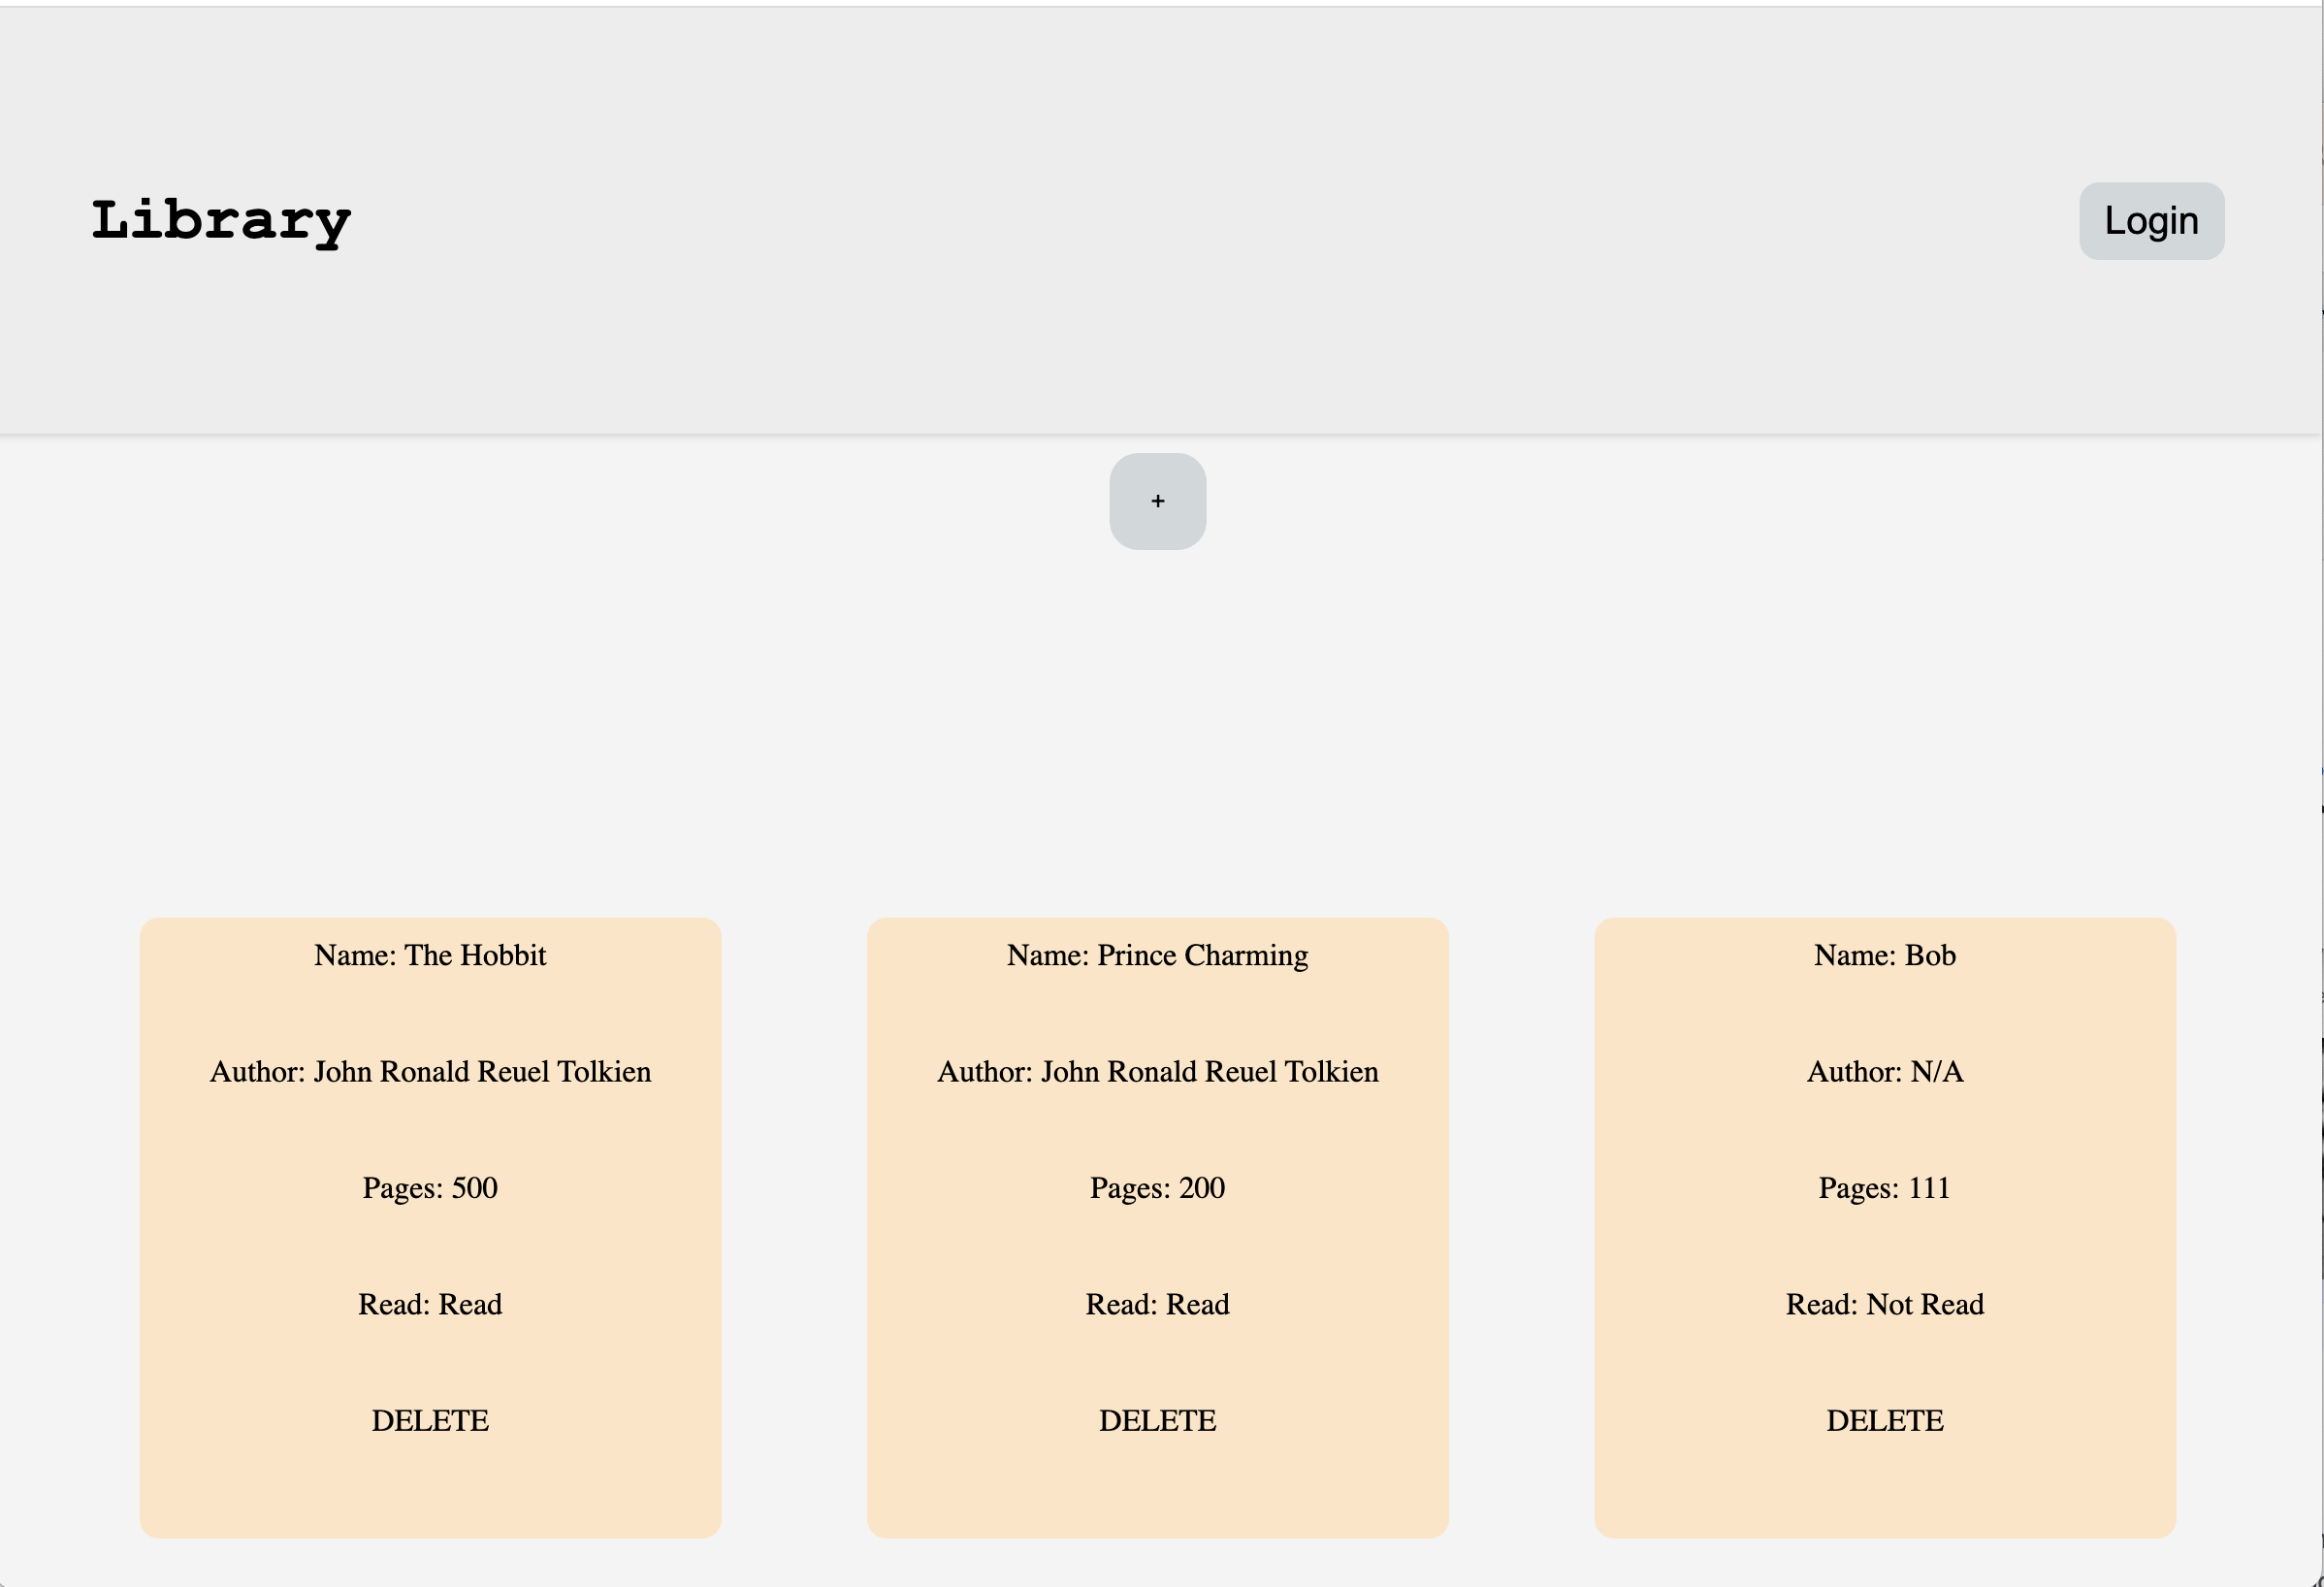 Library
Login
+
Name: The Hobbit
Author: John Ronald Reuel Tolkien
Pages: 500
Read: Read
DELETE
Name: Prince Charming
Author: John Ronald Reuel Tolkien
Pages: 200
Read: Read
DELETE
Name: Bob
Author: N/A
Pages: 111
Read: Not Read
DELETE